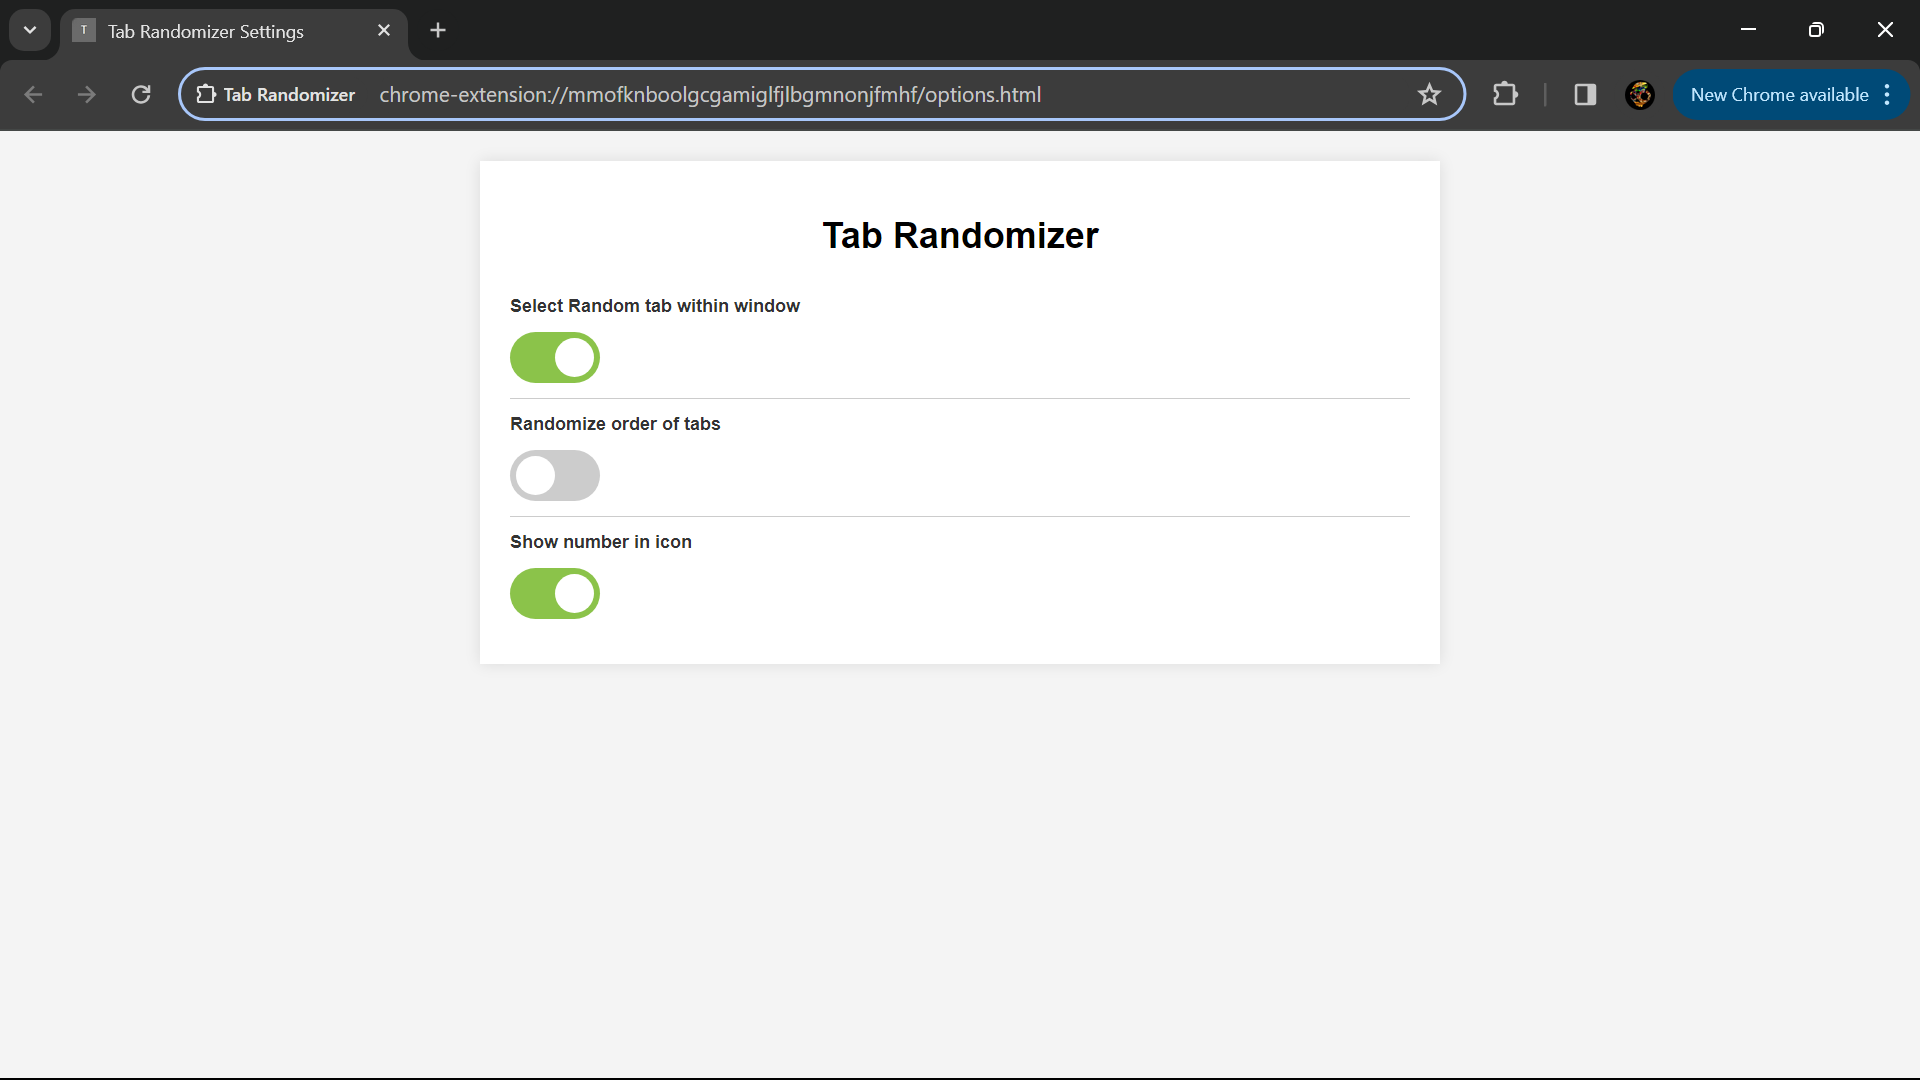 T Tab Randomizer Settings
Tab Randomizer chrome-extension://mmofknboolgcgamiglfjlbgmnonjfmhf/options.html New Chrome available
Tab Randomizer
Select Random tab within window
Randomize order of tabs
Show number in icon